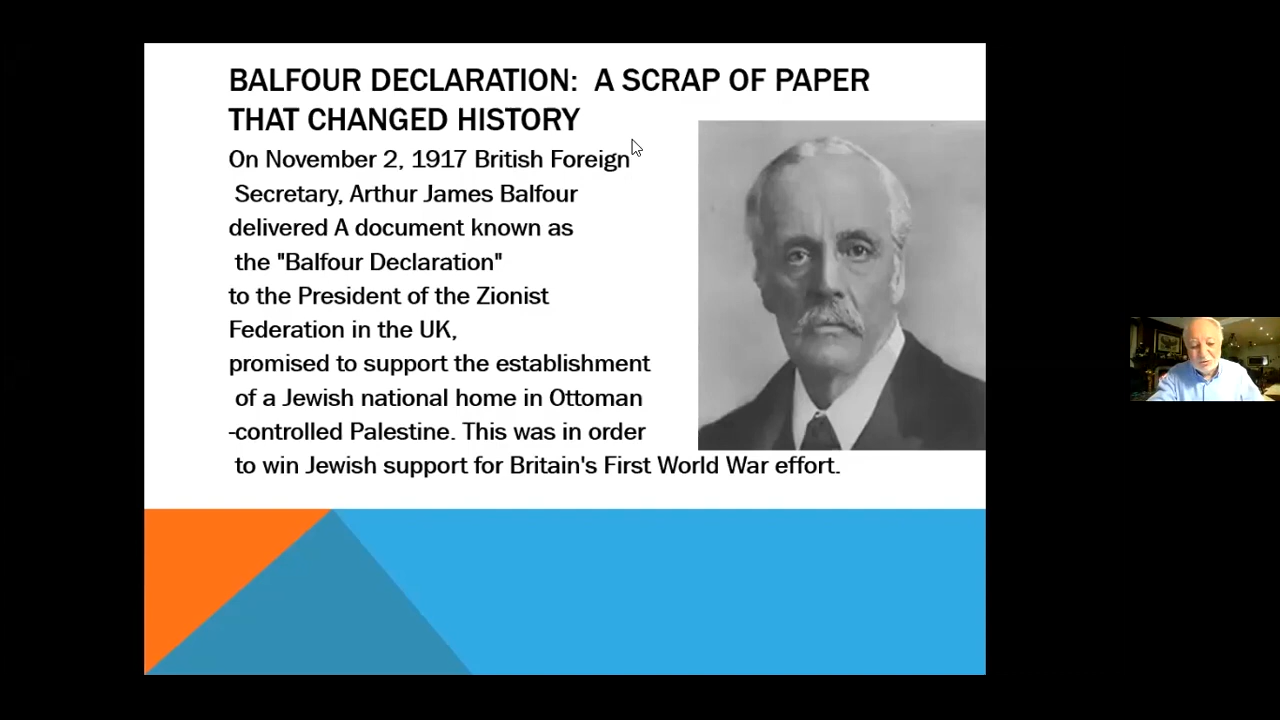 BALFOUR DECLARATION: A SCRAP OF PAPER
THAT CHANGED HISTORY
On November 2, 1917 British Foreign
Secretary, Arthur James Balfour
delivered A document known as
the "Balfour Declaration"
to the President of the Zionist
Federation in the UK,
promised to support the establishment
of a Jewish national home in Ottoman
-controlled Palestine. This was in order
to win Jewish support for Britain's First World War effort.